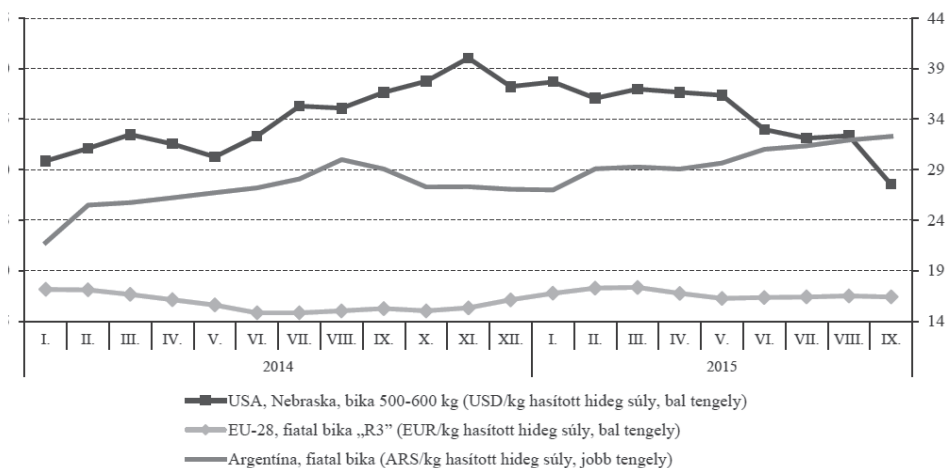 44
39
34
29
24
19
14
I. II. III. IV. V. VI. VII. VIII. IX. X. XI. XII. I. II. III. IV. V. VI. VII. VIII. IX.
2014 2015
USA, Nebraska, bika 500-600 kg (USD/kg hasított hideg súly, bal tengely)
EU-28, fiatal bika „R3” (EUR/kg hasított hideg súly, bal tengely)
Argentína, fiatal bika (ARS/kg hasított hideg súly, jobb tengely)